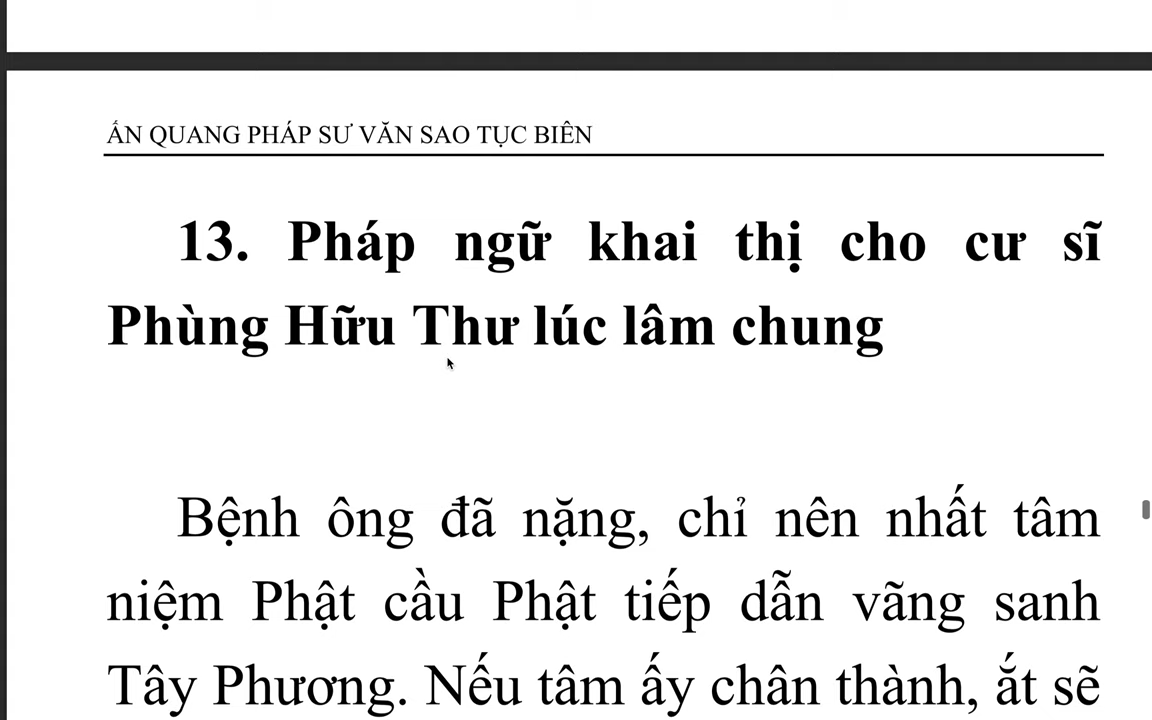 ẤN QUANG PHÁP SƯ VĂN SAO TỤC BIÊN
13. Pháp ngữ khai thị cho cư sĩ
Phùng Hữu Thư lúc lâm chung
Bệnh ông đã nặng, chỉ nên nhất tâm
niệm Phật cầu Phật tiếp dẫn vãng sanh
Tây Phương. Nếu tâm ấy chân thành, ắt sẽ